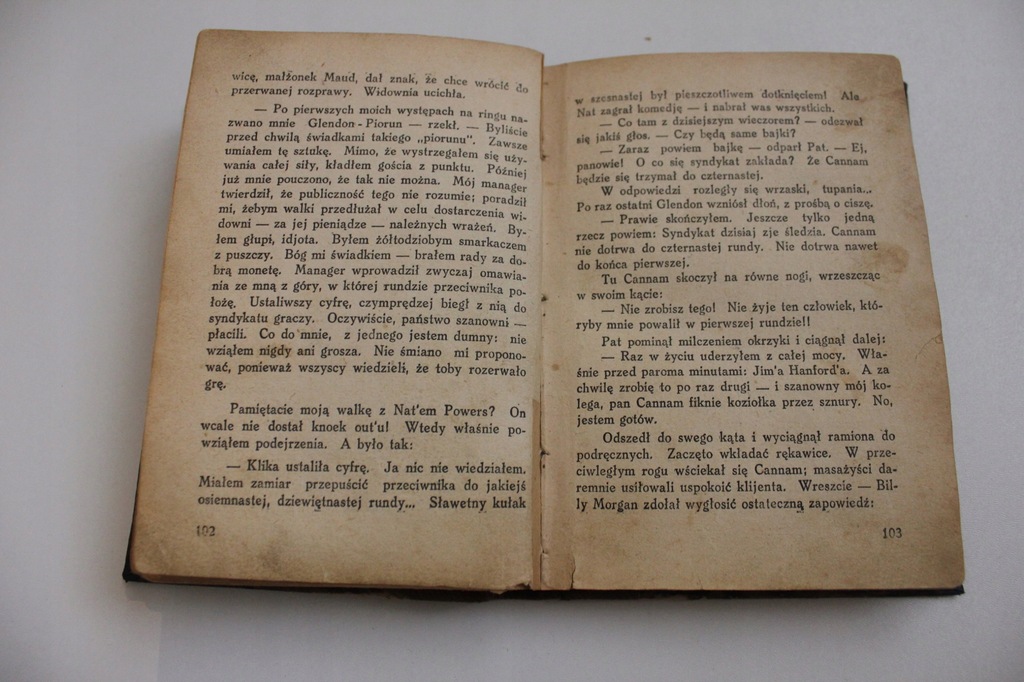 wicę, małżonek Maud, dał znak, że chce wrócić do
przerwanej rozprawy. Widownia ucichła.
— Po pierwszych moich występach na ringu na-
zwano mnie Glendon-Piorun — rzekł. — Byliście
przed chwilą świadkami takiego „piorunu". Zawsze
umiałem tę sztukę. Mimo, że wystrzegałem się uży-
wania całej siły, kładłem gościa z punktu. Później
już mnie pouczono, że tak nie można. Mój manager
twierdził, że publiczność tego nie rozumie; poradził
mi, żebym walki przedłużał w celu dostarczenia wi-
downi — za jej pieniądze — należnych wrażeń. By-
łem głupi, idjota. Byłem żółtodziobym smarkaczem
z puszczy. Bóg mi świadkiem — brałem rady za do-
brą monetę. Manager wprowadził zwyczaj omawia-
nia ze mną z góry, w której rundzie przeciwnika po-
łożę. Ustaliwszy cyfrę, czymprędzej biegł z nią do
syndykatu graczy. Oczywiście, państwo szanowni —
płacili. Co do mnie, z jednego jestem dumny: nie
wziąłem nigdy ani grosza. Nie śmiano mi propono-
wać, ponieważ wszyscy wiedzieli, że toby rozerwało
grę.
Pamiętacie moją walkę z Nat'em Powers? On
wcale nie dostał knoek out'u! Wtedy właśnie po-
wziąłem podejrzenia. A było tak:
— Klika ustaliła cyfrę. Ja nic nie wiedziałem.
Miałem zamiar przepuścić przeciwnika do jakiejś
osiemnastej, dziewiętnastej rundy... Sławetny kułak
102
w szesnastej był pieszczotliwem dotknięciem! Ale
Nat zagrał komedję — i nabrał was wszystkich.
— Co tam z dzisiejszym wieczorem? — odezwał
się jakiś głos. — Czy będą same bajki?
— Zaraz powiem bajkę — odparł Pat. — Ej,
panowie! O co się syndykat zakłada? Że Cannam
będzie się trzymał do czternastej.
W odpowiedzi rozległy się wrzaski, tupania...
Po raz ostatni Glendon wzniósł dłoń, z prośbą o ciszę.
— Prawie skończyłem. Jeszcze tylko jedną
rzecz powiem: Syndykat dzisiaj zje śledzia. Cannam
nie dotrwa do czternastej rundy. Nie dotrwa nawet
do końca pierwszej.
Tu Cannam skoczył na równe nogi, wrzeszcząc
w swoim kącie:
— Nie zrobisz tego! Nie żyje ten człowiek, któ-
ryby mnie powalił w pierwszej rundzie!!
Pat pominął milczeniem okrzyki i ciągnął dalej:
— Raz w życiu uderzyłem z całej mocy. Wła-
śnie przed paroma minutami: Jim'a Hanford'a. A za
chwilę zrobię to po raz drugi — i szanowny mój ko-
lega, pan Cannam fiknie koziołka przez sznury. No,
jestem gotów.
Odszedł do swego kąta i wyciągnął ramiona do
podręcznych. Zaczęto wkładać rękawice. W prze-
ciwległym rogu wściekał się Cannam; masażyści da-
remnie usiłowali uspokoić klijenta. Wreszcie — Bil-
ly Morgan zdołał wygłosić ostateczną zapowiedź:
103